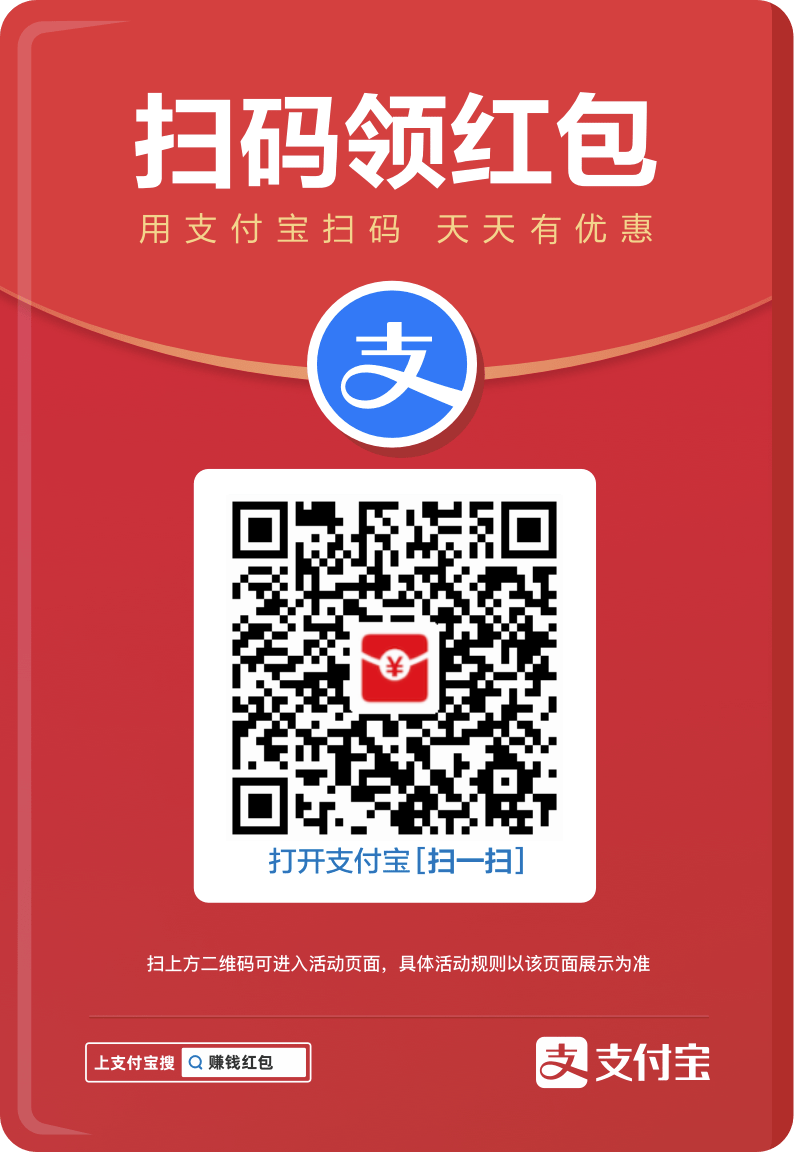 扫码领红包
用支付宝扫码 天天有优惠
支
¥
打开支付宝[扫一扫]
扫上方二维码可进入活动页面，具体活动规则以该页面展示为准
上支付宝搜 赚钱红包
支 支付宝